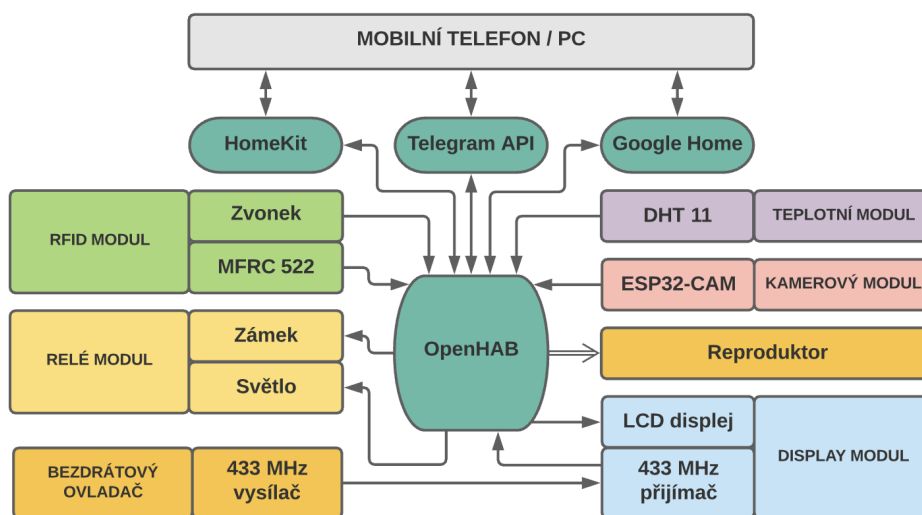 MOBILNÍ TELEFON / PC
HomeKit
Telegram API
Google Home
RFID MODUL
Zvonek
MFRC 522
DHT 11
TEPLOTNÍ MODUL
ESP32-CAM
KAMEROVÝ MODUL
RELÉ MODUL
Zámek
Světlo
OpenHAB
Reproduktor
LCD displej
433 MHz
přijímač
DISPLAY MODUL
BEZDRÁTOVÝ
OVLADAČ
433 MHz
vysílač